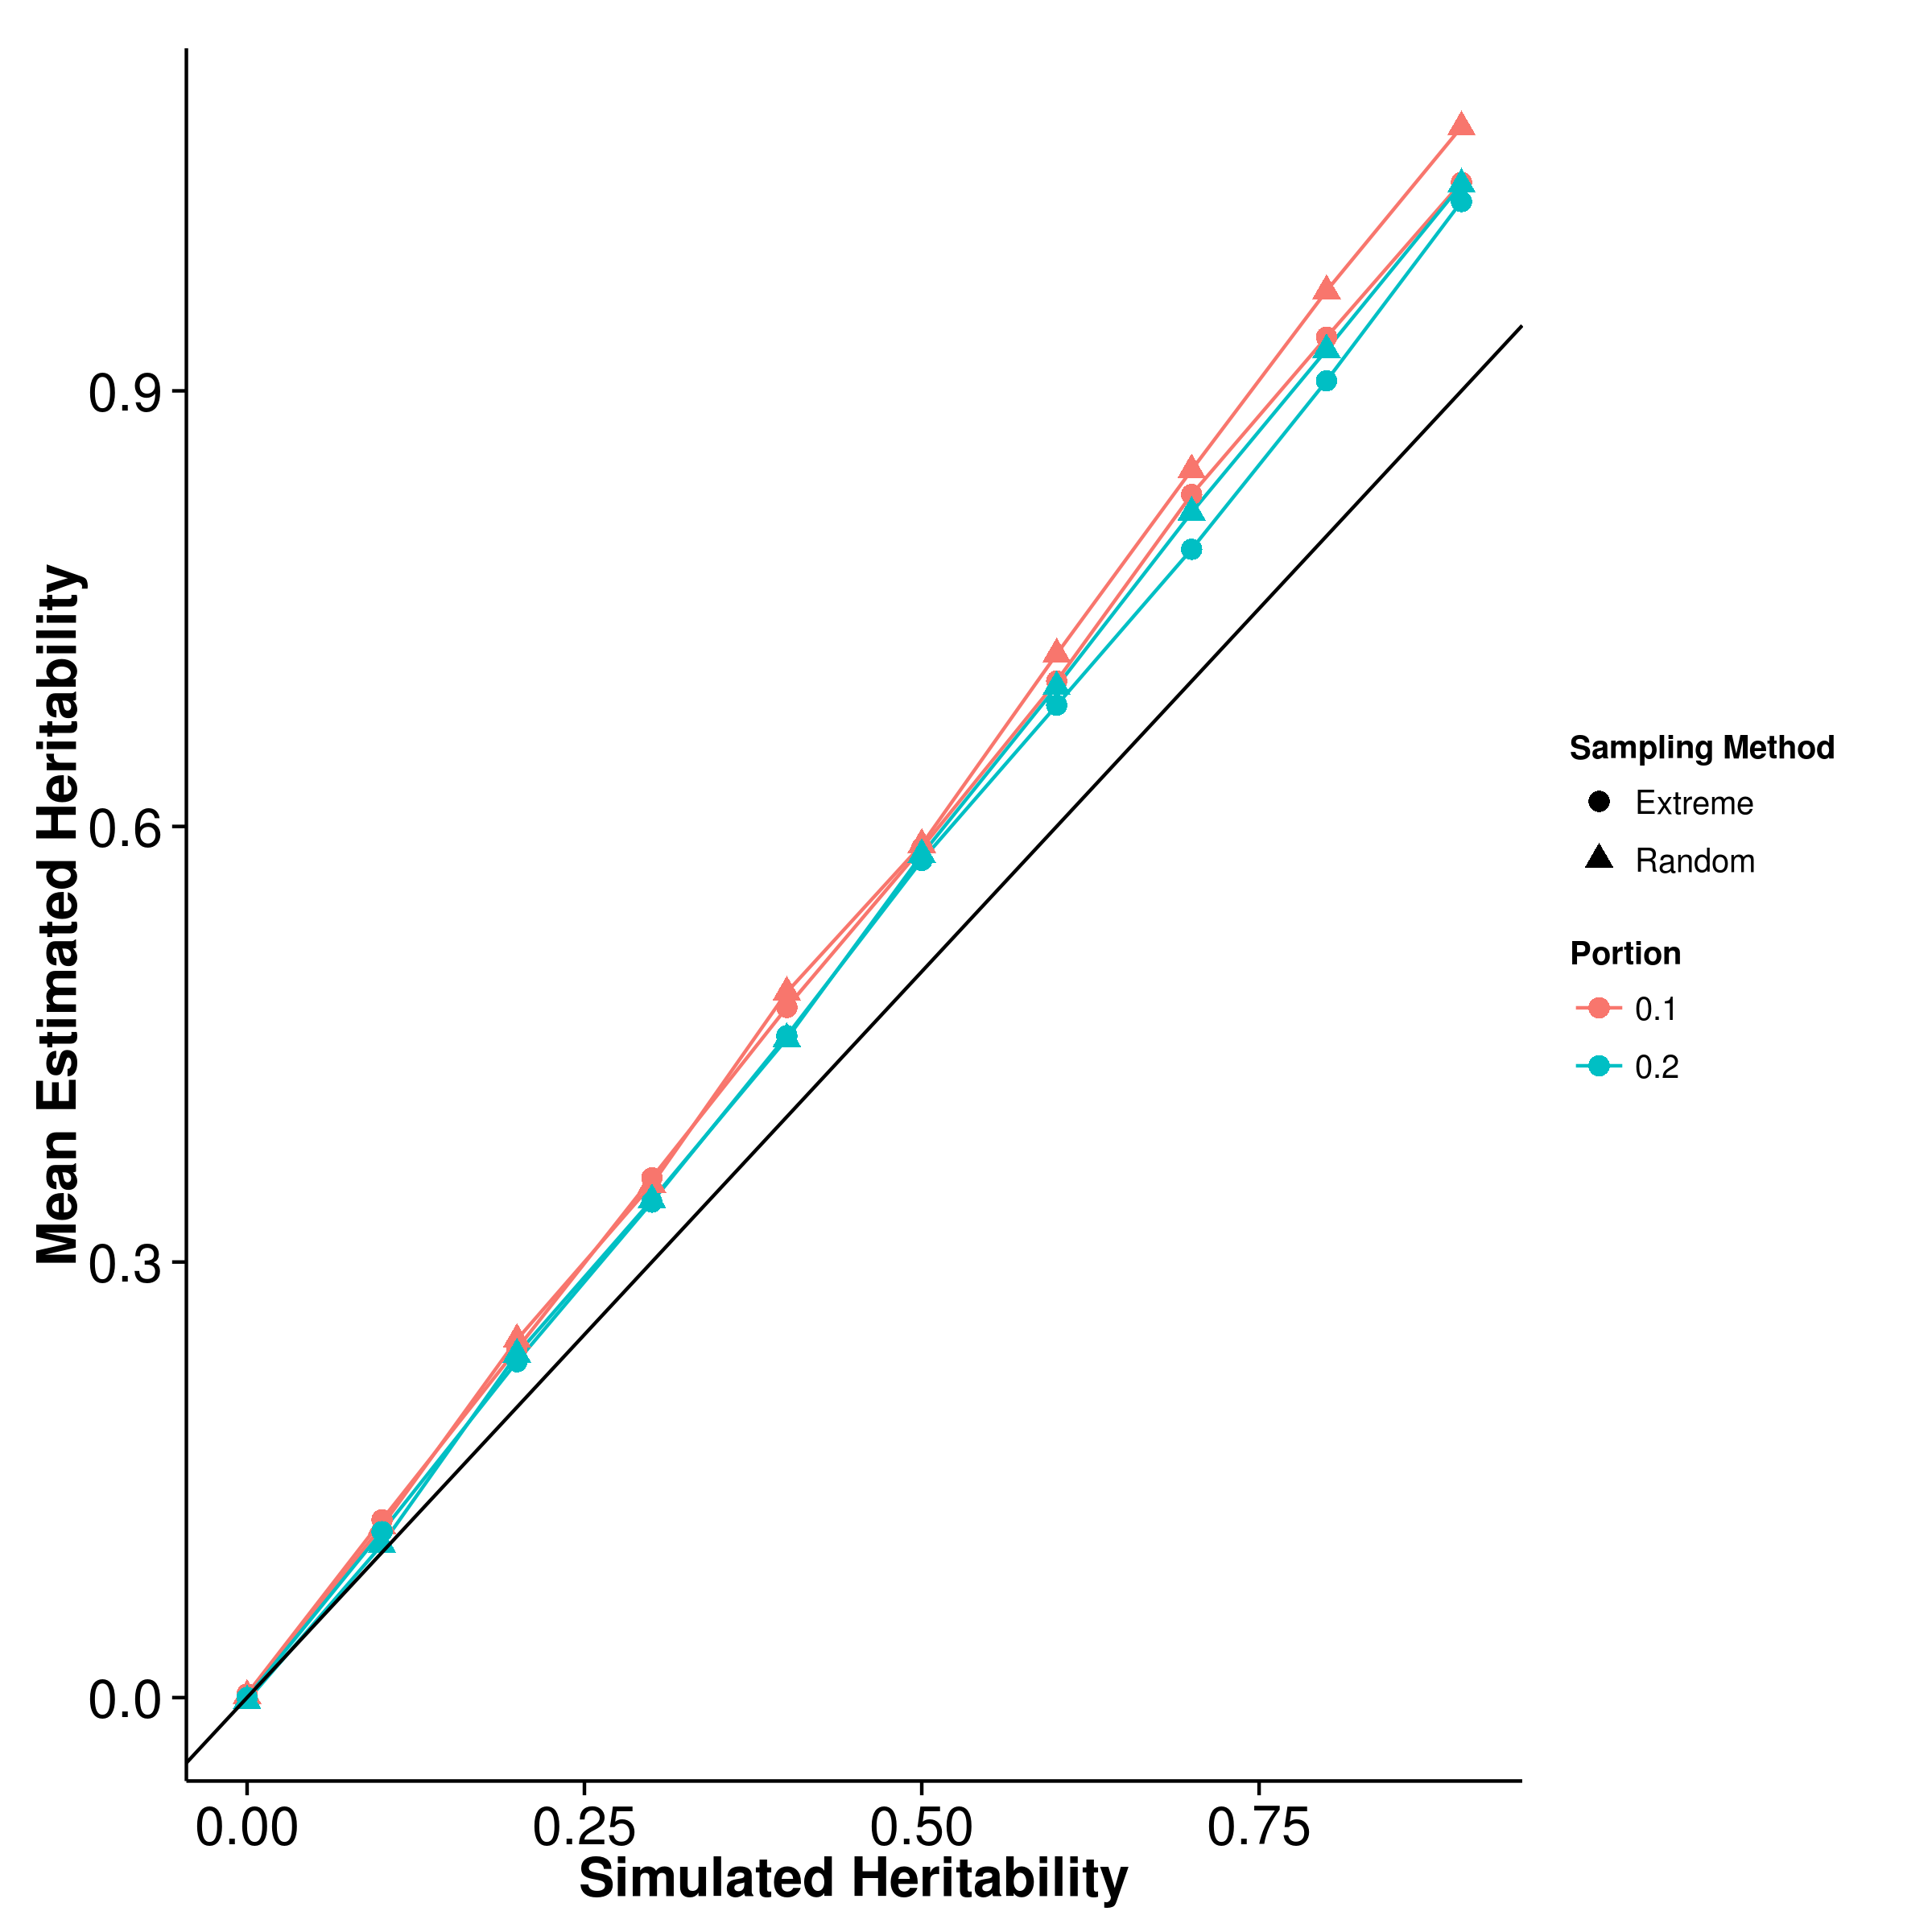 Mean Estimated Heritability
0.9
0.6
0.3
0.0
0.00 0.25 0.50 0.75
Simulated Heritability
Sampling Method
Extreme
Random
Portion
0.1
0.2